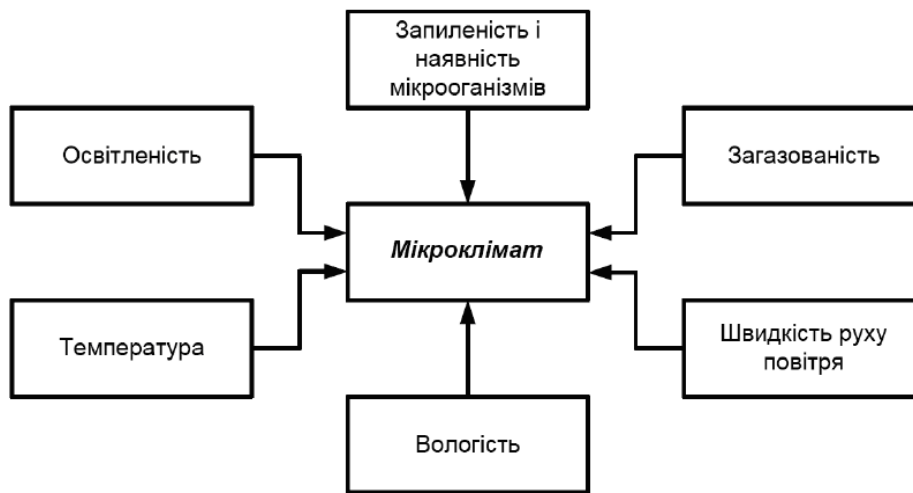 Запиленість і
наявність
мікрооганізмів
Освітленість
Загазованість
Мікроклімат
Температура
Швидкість руху
повітря
Вологість